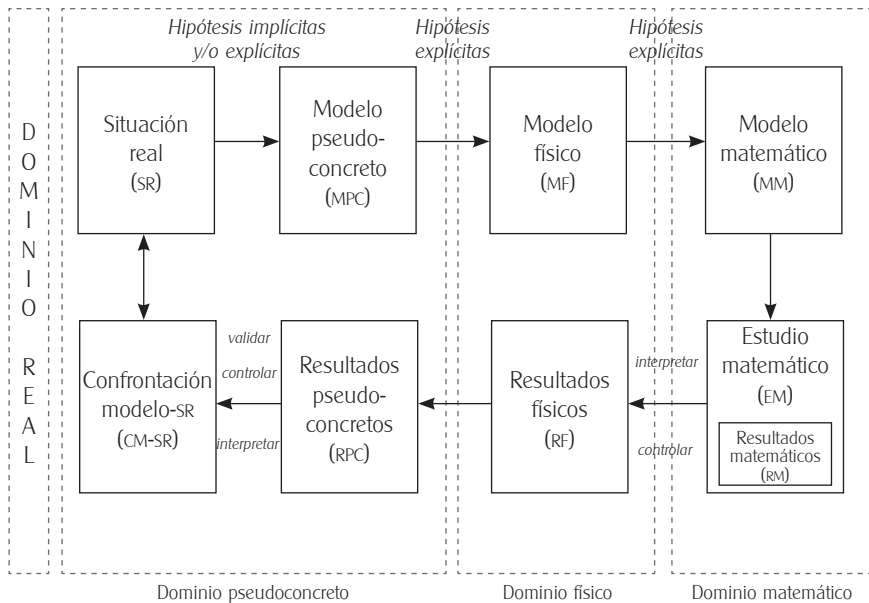 Hipótesis implícitas
y/o explícitas
Hipótesis
explícitas
Hipótesis
explícitas
DOMINIO REAL
Situación
real
(SR)
Modelo
pseudo-
concreto
(MPC)
Modelo
físico
(MF)
Modelo
matemático
(MM)
Confrontación
modelo-SR
(CM-SR)
validar
controlar
interpretar
Resultados
pseudo-
concretos
(RPC)
Resultados
físicos
(RF)
interpretar
controlar
Estudio
matemático
(EM)
Resultados
matemáticos
(RM)
Dominio pseudoconcreto
Dominio físico
Dominio matemático